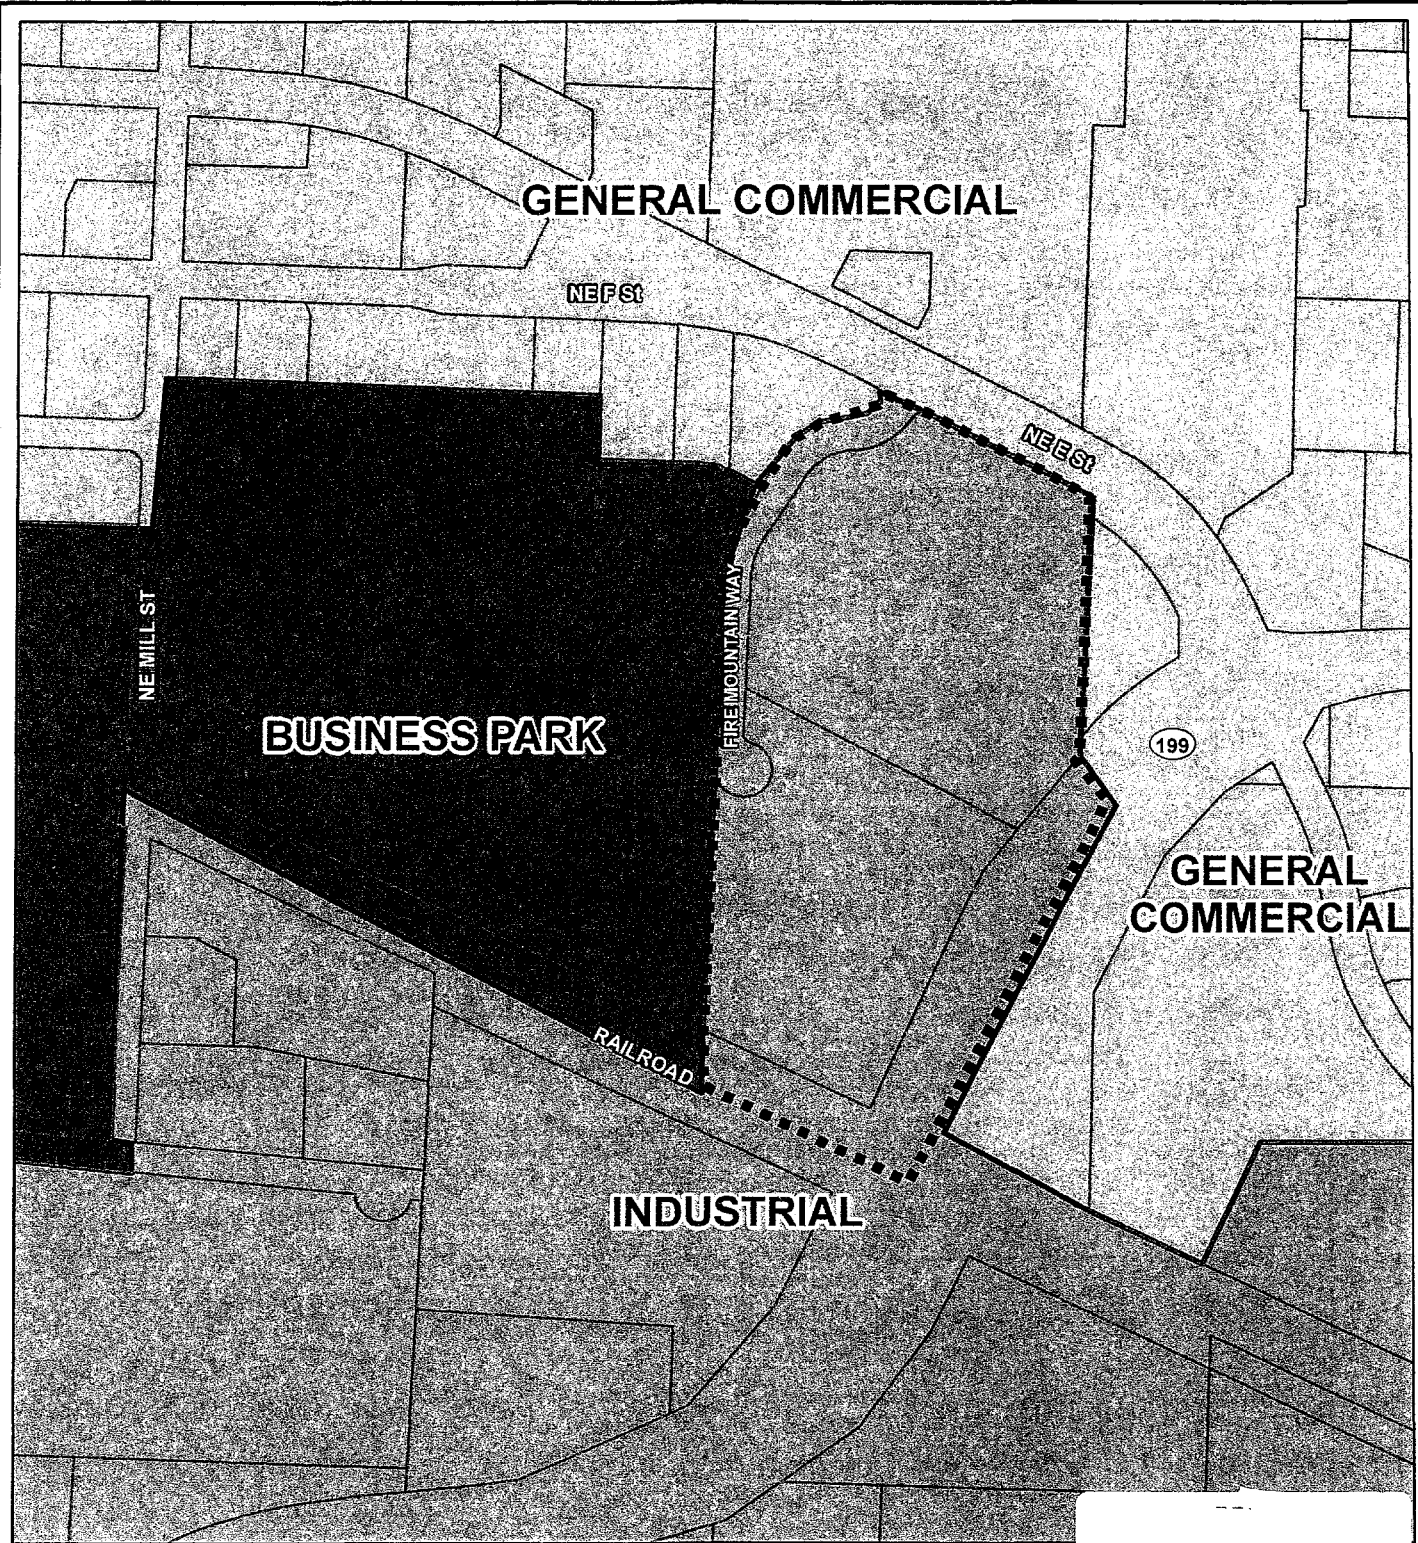 GENERAL COMMERCIAL
NE F St
NE E St
NE MILL ST
FIRE MOUNTAIN WAY
BUSINESS PARK
199
GENERAL
COMMERCIAL
RAILROAD
INDUSTRIAL